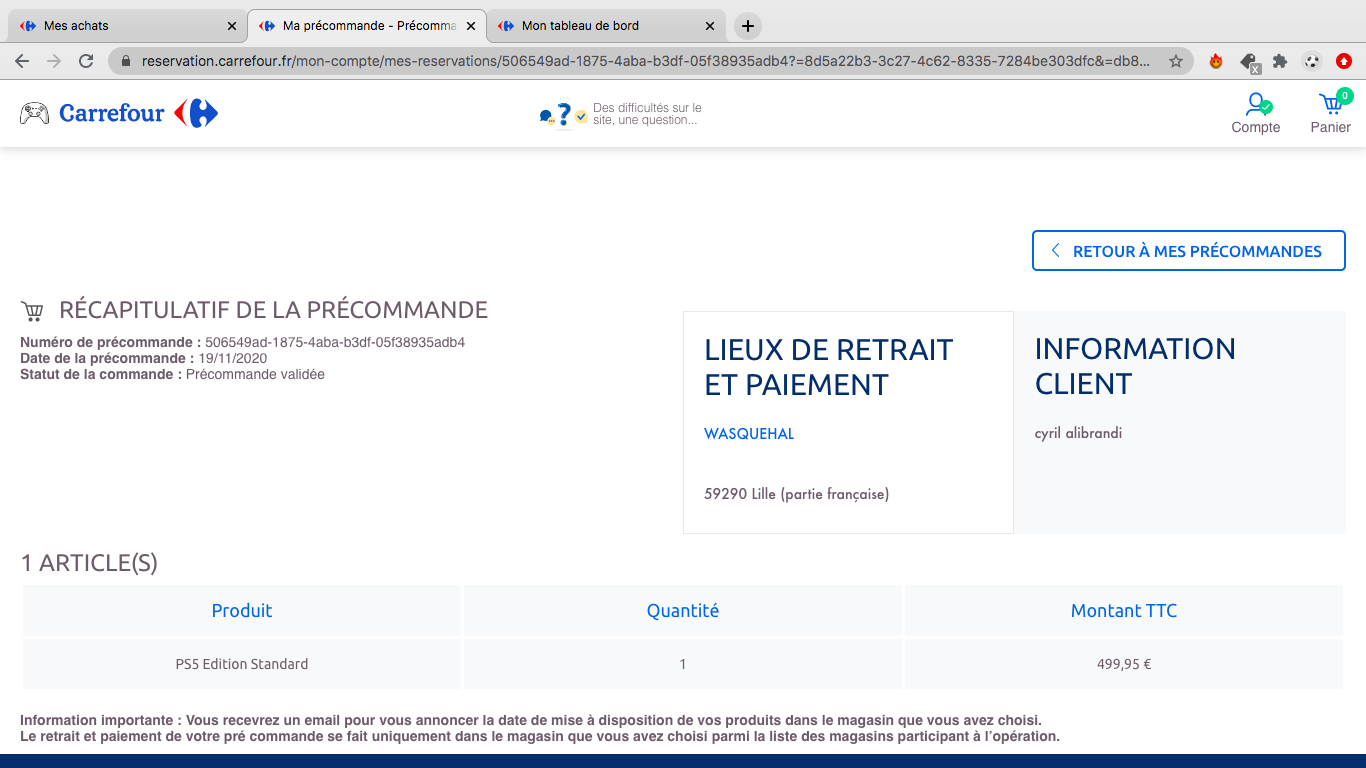 Mes achats
Ma précommande - Précomma
Mon tableau de bord
reservation.carrefour.fr/mon-compte/mes-reservations/506549ad-1875-4aba-b3df-05f38935adb4?=8d5a22b3-3c27-4c62-8335-7284be303dfc&=db8...
Carrefour
Des difficultés sur le
site, une question...
Compte
0
Panier
RETOUR À MES PRÉCOMMANDES
RÉCAPITULATIF DE LA PRÉCOMMANDE
Numéro de précommande : 506549ad-1875-4aba-b3df-05f38935adb4
Date de la précommande : 19/11/2020
Statut de la commande : Précommande validée
LIEUX DE RETRAIT
ET PAIEMENT
WASQUEHAL
59290 Lille (partie française)
INFORMATION
CLIENT
cyril alibrandi
1 ARTICLE(S)
Produit Quantité Montant TTC
PS5 Edition Standard 1 499,95 €
Information importante : Vous recevrez un email pour vous annoncer la date de mise à disposition de vos produits dans le magasin que vous avez choisi.
Le retrait et paiement de votre pré commande se fait uniquement dans le magasin que vous avez choisi parmi la liste des magasins participant à l'opération.